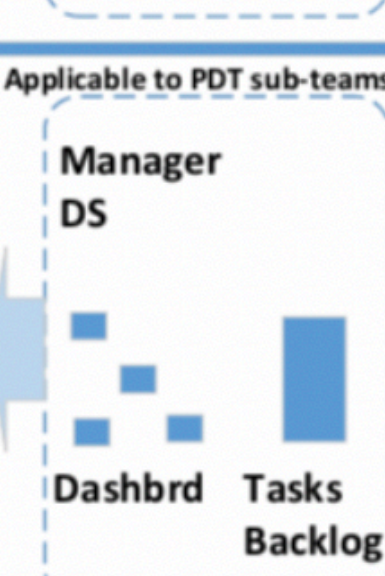 Applicable to PDT sub-teams
Manager
DS
Dashbrd
Tasks
Backlog